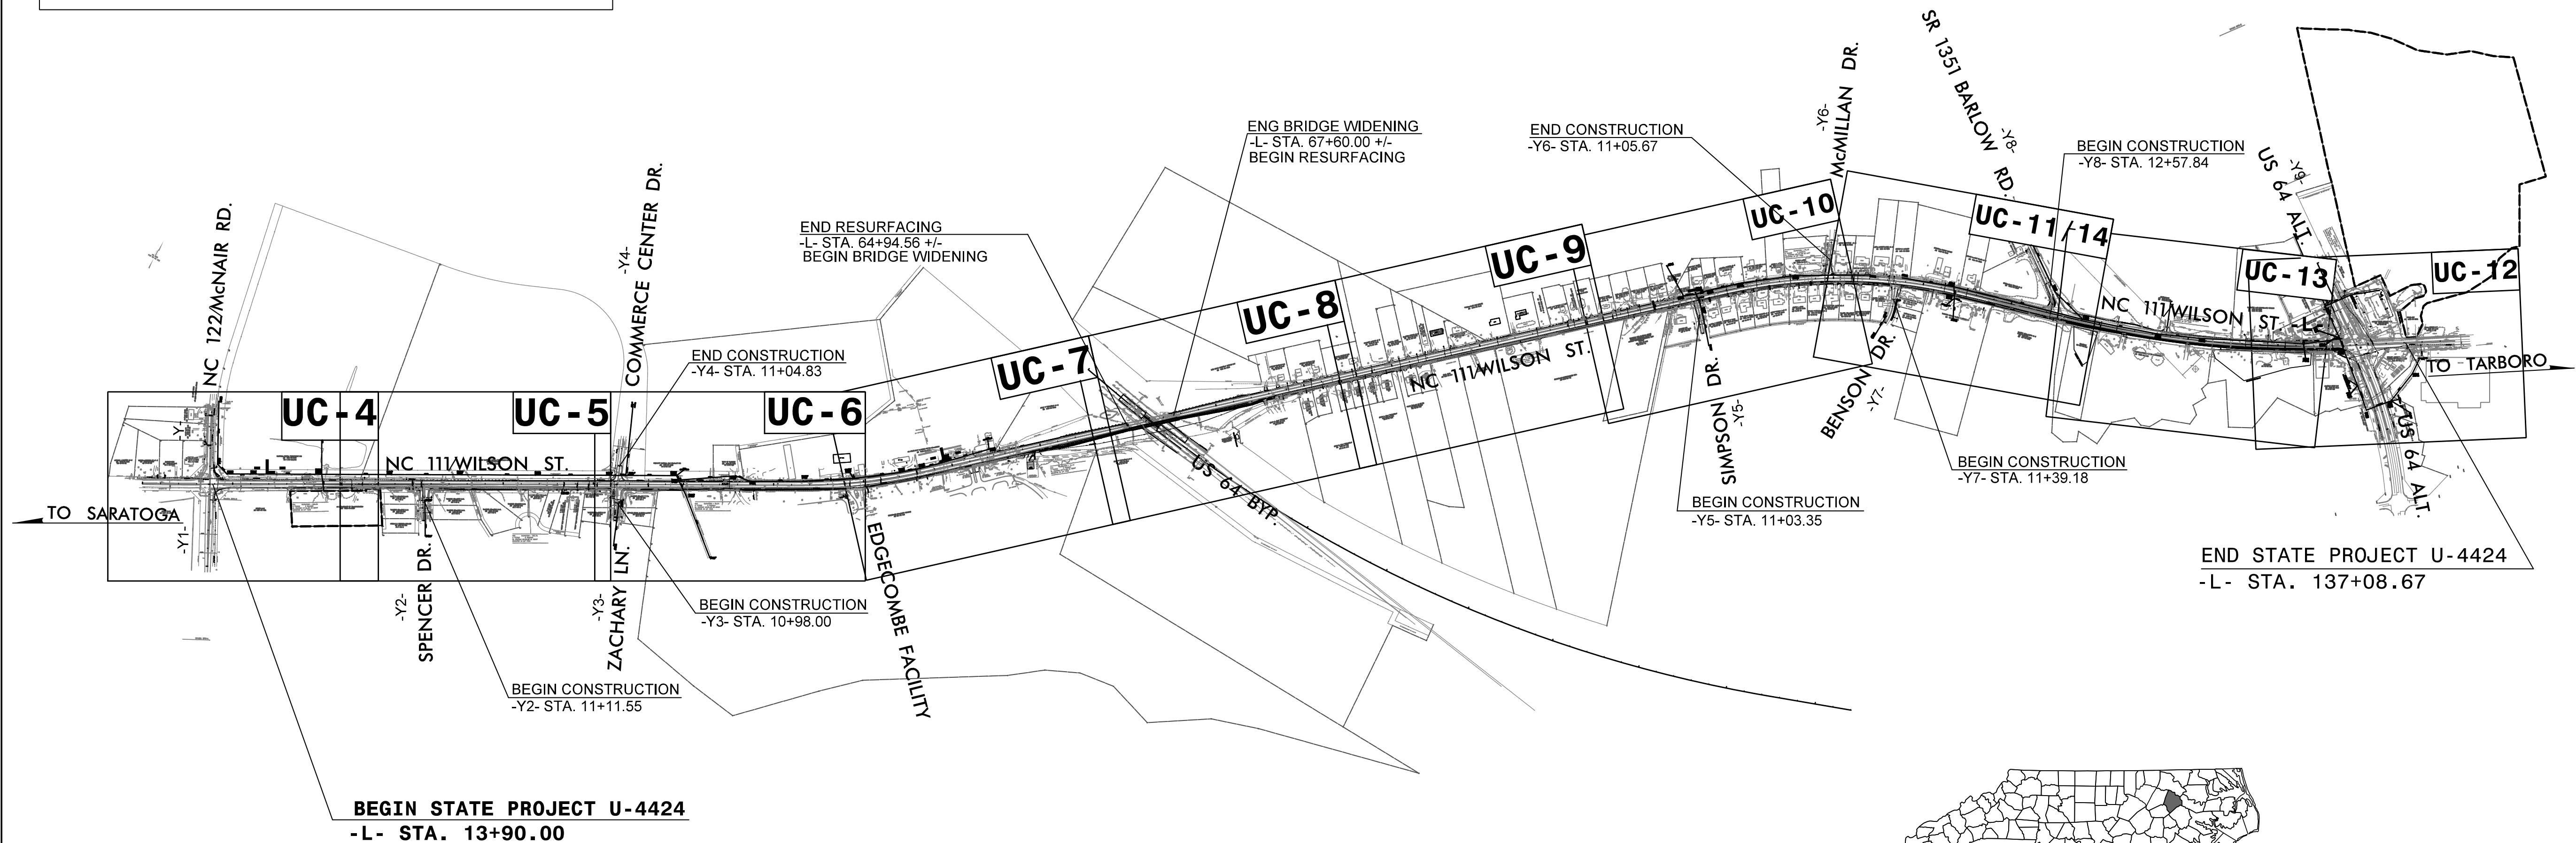 SR 1351 BARLOW RD.
-Y8-
McMILLAN DR.
-Y6-
ENG BRIDGE WIDENING
-L- STA. 67+60.00 +/-
BEGIN RESURFACING
END CONSTRUCTION
-Y6- STA. 11+05.67
BEGIN CONSTRUCTION
-Y8- STA. 12+57.84
US 64 ALT.
-Y9-
COMMERCE CENTER DR.
-Y4-
NC 122/McNAIR RD.
END RESURFACING
-L- STA. 64+94.56 +/-
BEGIN BRIDGE WIDENING
UC-10
UC-11/14
UC-9
UC-8
UC-13
UC-12
NC 111/WILSON ST.
-L-
END CONSTRUCTION
-Y4- STA. 11+04.83
UC-7
NC 111/WILSON ST.
TO TARBORO
UC-4
UC-5
UC-6
-Y-
NC 111/WILSON ST.
-L-
US 64 BYP.
SIMPSON DR.
-Y5-
BENSON DR.
-Y7-
BEGIN CONSTRUCTION
-Y7- STA. 11+39.18
US 64 ALT.
BEGIN CONSTRUCTION
-Y5- STA. 11+03.35
TO SARATOGA
-Y1-
EDGECOMBE FACILITY
END STATE PROJECT U-4424
-L- STA. 137+08.67
-Y2-
SPENCER DR.
-Y3-
ZACHARY LN.
BEGIN CONSTRUCTION
-Y3- STA. 10+98.00
BEGIN CONSTRUCTION
-Y2- STA. 11+11.55
BEGIN STATE PROJECT U-4424
-L- STA. 13+90.00